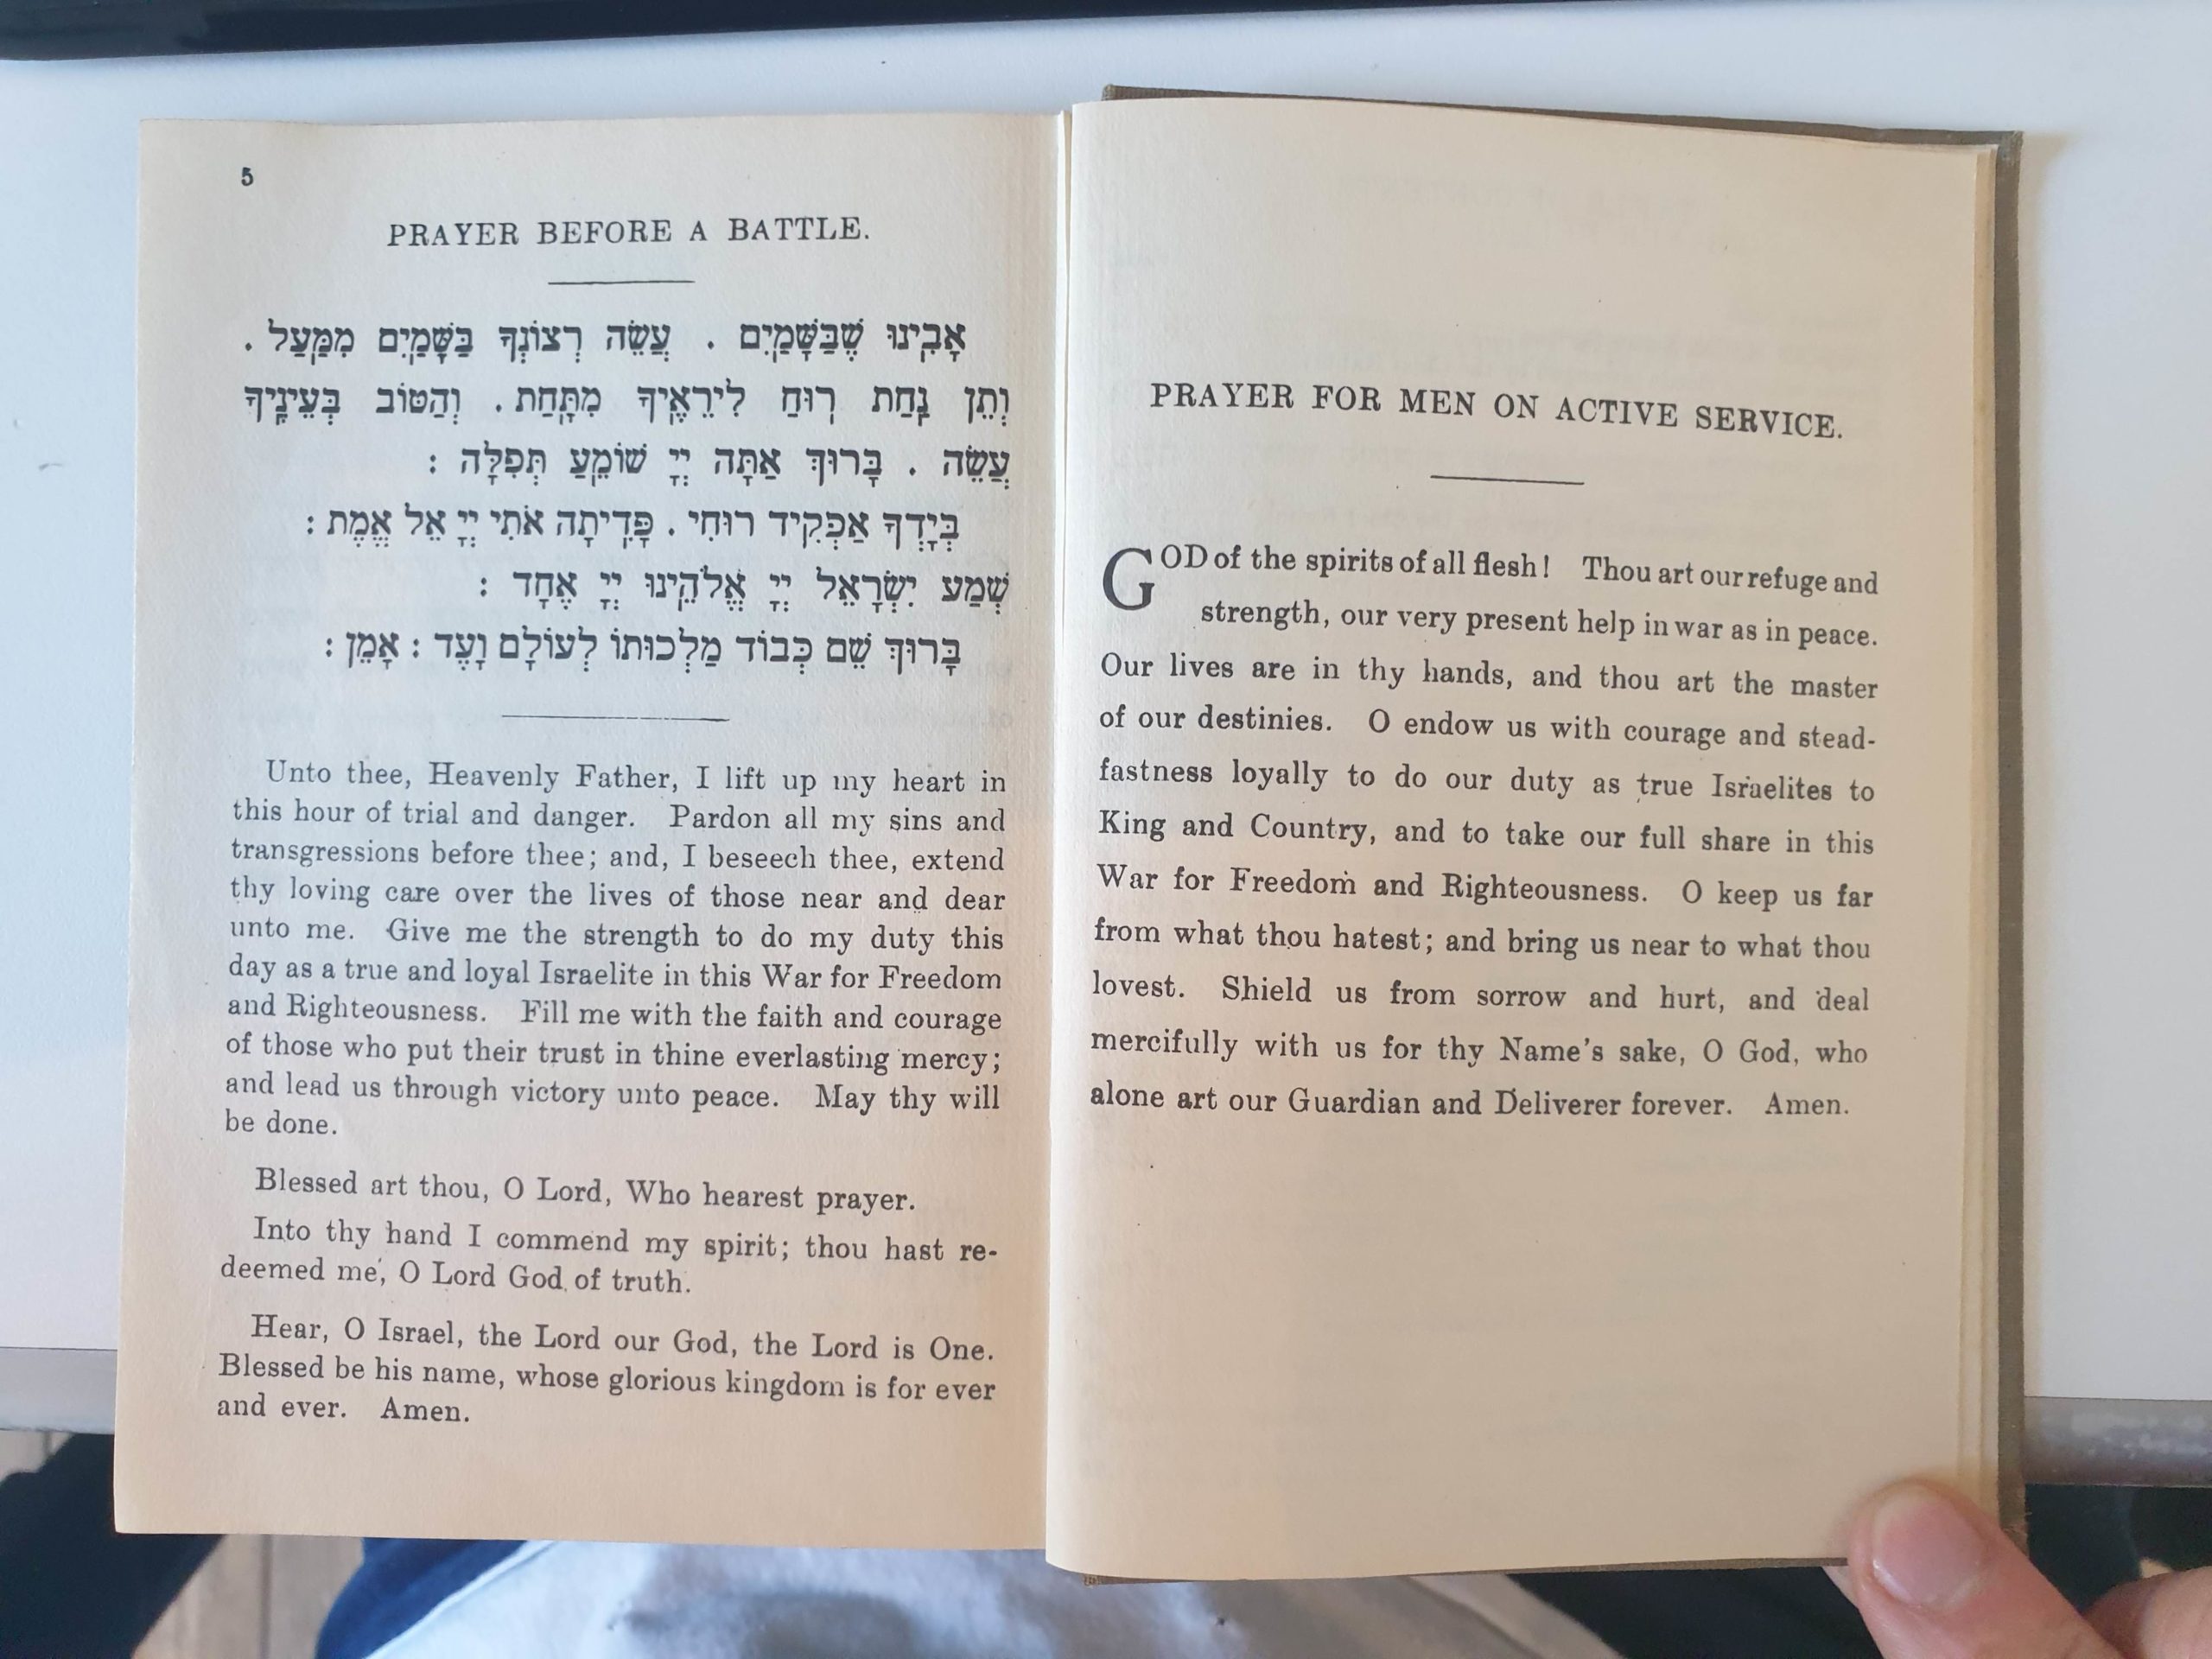 5
PRAYER BEFORE A BATTLE.
אָבִינוּ שֶׁבַּשָּׁמַיִם . עֲשֵׂה רְצוֹנְךָ בַּשָּׁמַיִם מִמַּעַל .
וְתֵן נַחַת רוּחַ לִירֵאֶיךָ מִתָּחַת . וְהַטּוֹב בְּעֵינֶיךָ
עֲשֵׂה . בָּרוּךְ אַתָּה יְיָ שׁוֹמֵעַ תְּפִלָּה :
בְּיָדְךָ אַפְקִיד רוּחִי . פָּדִיתָה אֹתִי יְיָ אֵל אֱמֶת :
שְׁמַע יִשְׂרָאֵל יְיָ אֱלֹהֵינוּ יְיָ אֶחָד :
בָּרוּךְ שֵׁם כְּבוֹד מַלְכוּתוֹ לְעוֹלָם וָעֶד : אָמֵן :
Unto thee, Heavenly Father, I lift up my heart in
this hour of trial and danger. Pardon all my sins and
transgressions before thee; and, I beseech thee, extend
thy loving care over the lives of those near and dear
unto me. Give me the strength to do my duty this
day as a true and loyal Israelite in this War for Freedom
and Righteousness. Fill me with the faith and courage
of those who put their trust in thine everlasting mercy;
and lead us through victory unto peace. May thy will
be done.
Blessed art thou, O Lord, Who hearest prayer.
Into thy hand I commend my spirit; thou hast re-
deemed me, O Lord God of truth.
Hear, O Israel, the Lord our God, the Lord is One.
Blessed be his name, whose glorious kingdom is for ever
and ever. Amen.
PRAYER FOR MEN ON ACTIVE SERVICE.
GOD of the spirits of all flesh! Thou art our refuge and
strength, our very present help in war as in peace.
Our lives are in thy hands, and thou art the master
of our destinies. O endow us with courage and stead-
fastness loyally to do our duty as true Israelites to
King and Country, and to take our full share in this
War for Freedom and Righteousness. O keep us far
from what thou hatest; and bring us near to what thou
lovest. Shield us from sorrow and hurt, and deal
mercifully with us for thy Name's sake, O God, who
alone art our Guardian and Deliverer forever. Amen.